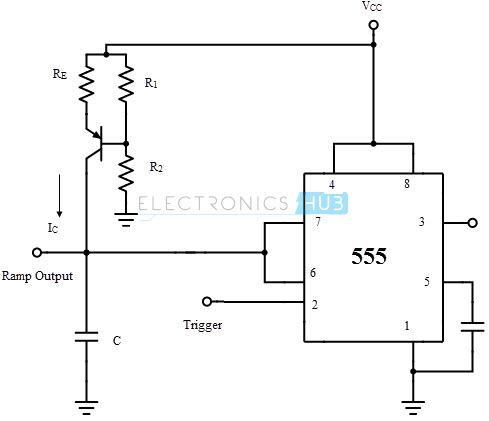 VCC
RE
R1
R2
IC
ELECTRONICS HUB
Ramp Output
C
Trigger
4
8
7
3
555
6
5
2
1